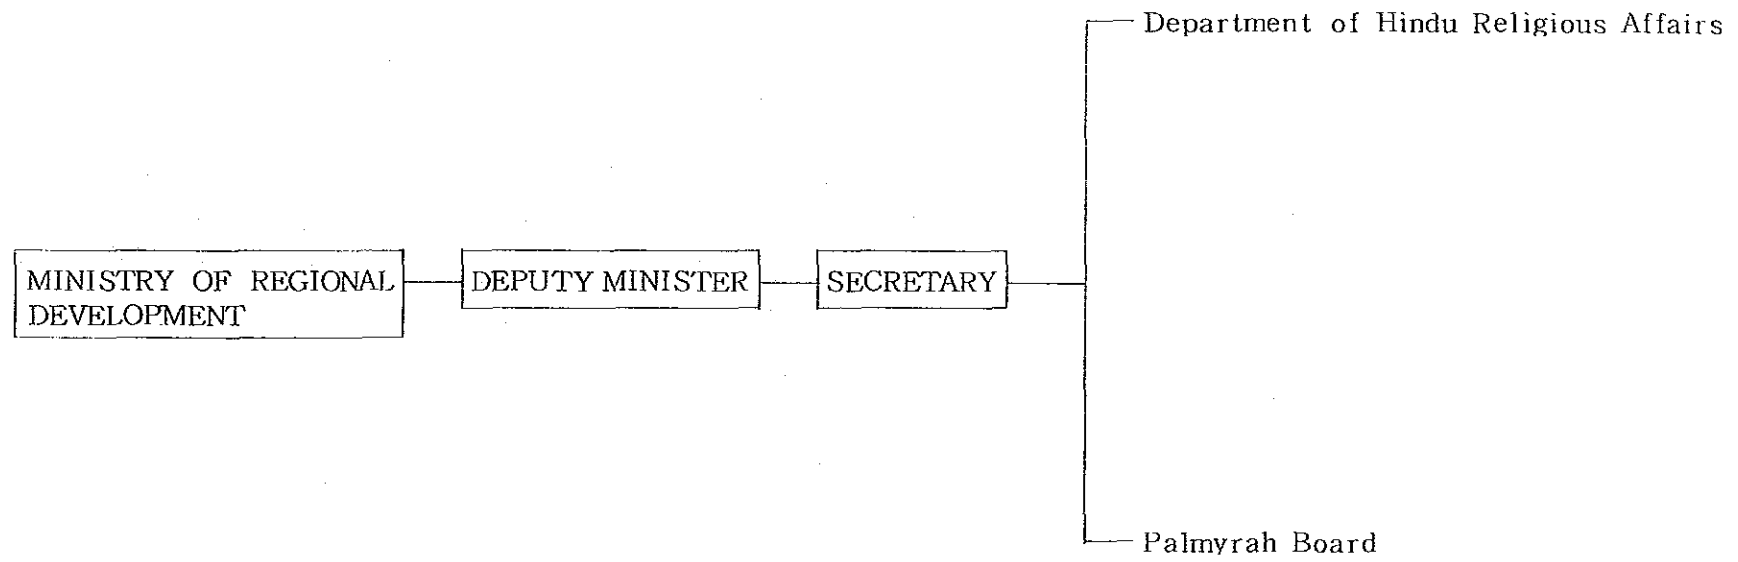 Department of Hindu Religious Affairs
MINISTRY OF REGIONAL
DEVELOPMENT
DEPUTY MINISTER
SECRETARY
Palmyrah Board